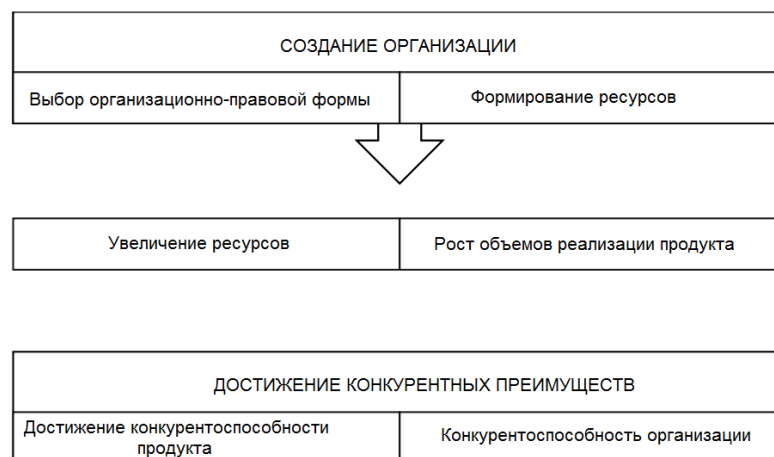 СОЗДАНИЕ ОРГАНИЗАЦИИ
Выбор организационно-правовой формы
Формирование ресурсов
Увеличение ресурсов
Рост объемов реализации продукта
ДОСТИЖЕНИЕ КОНКУРЕНТНЫХ ПРЕИМУЩЕСТВ
Достижение конкурентоспособности
продукта
Конкурентоспособность организации